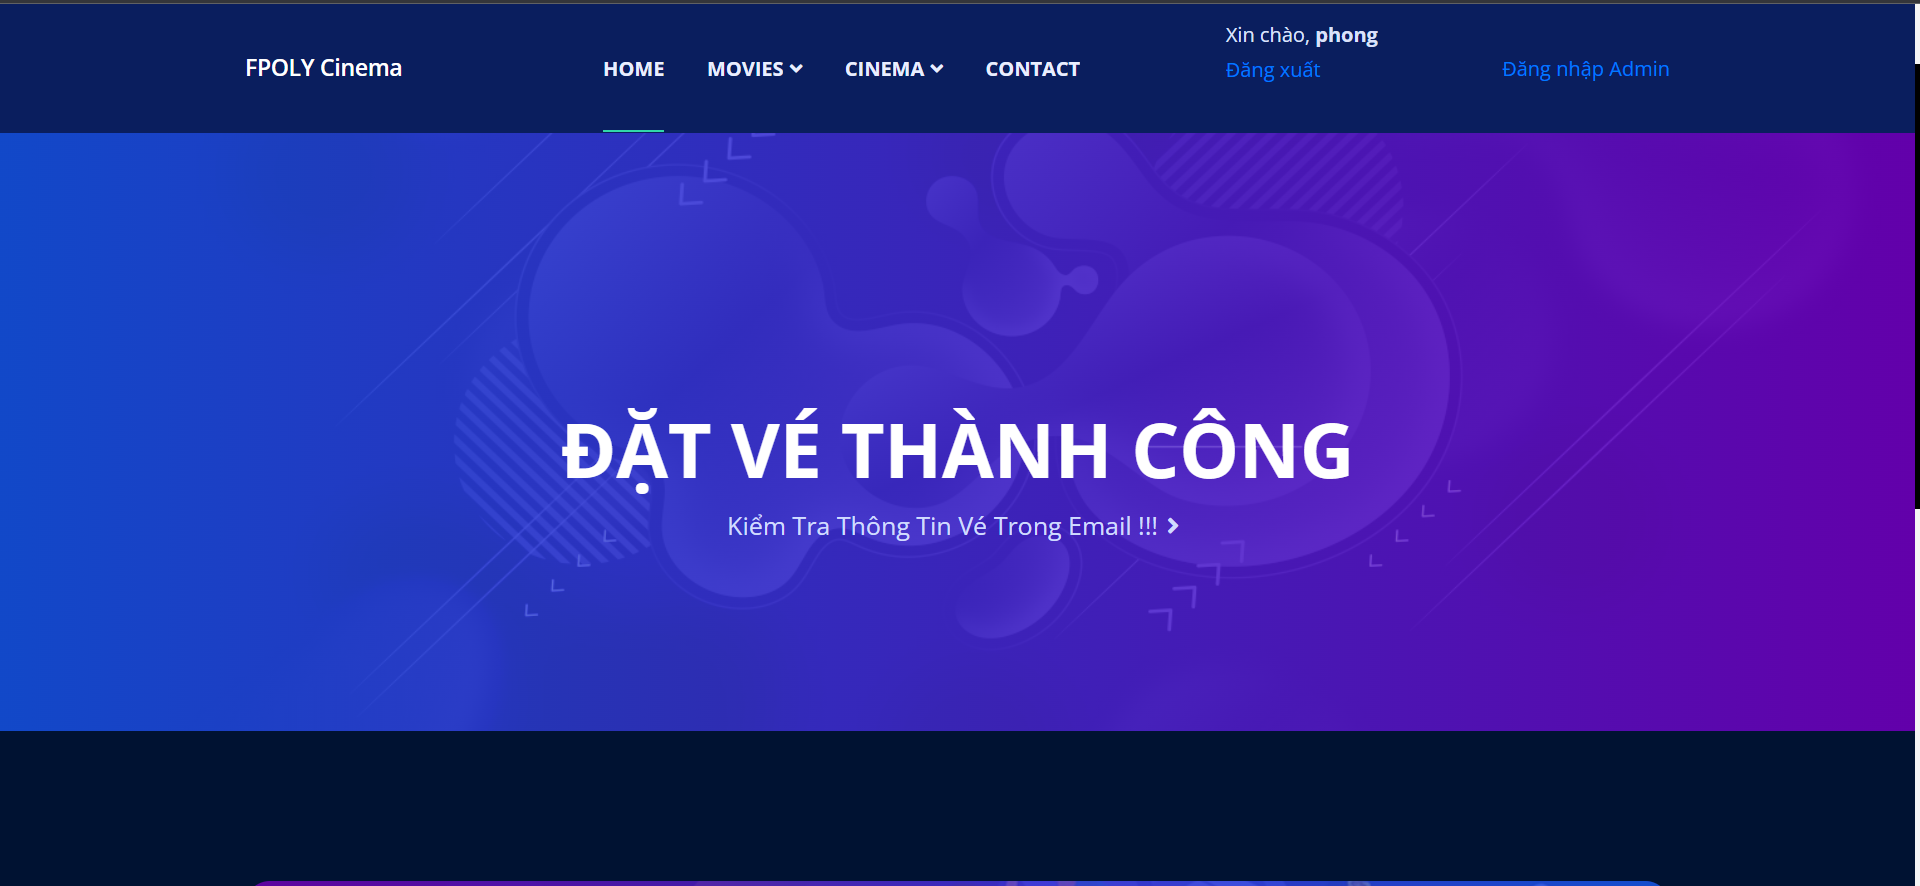 FPOLY Cinema
HOME
MOVIES
CINEMA
CONTACT
Xin chào, phong
Đăng xuất
Đăng nhập Admin
ĐẶT VÉ THÀNH CÔNG
Kiểm Tra Thông Tin Vé Trong Email !!!